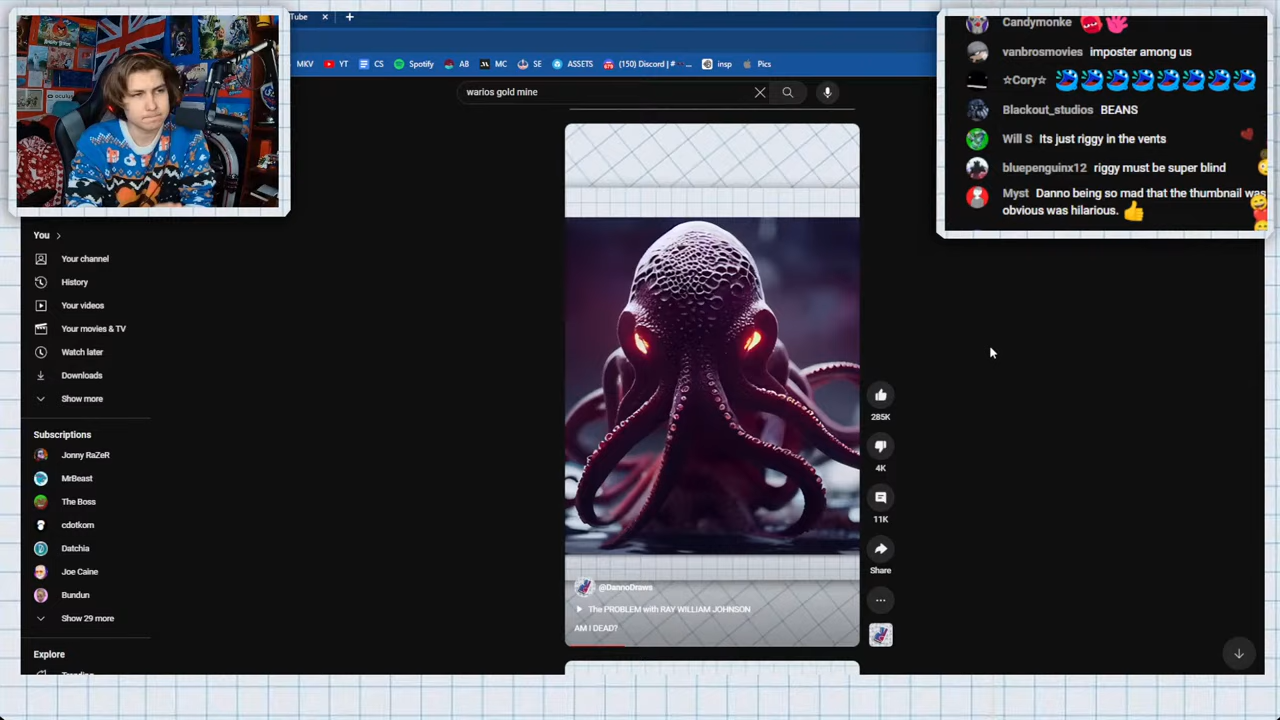 Tube
MKV
YT
CS
Spotify
AB
MC
SE
ASSETS
(150) Discord | #
insp
Pics
warios gold mine
Candymonke
vanbrosmovies imposter among us
☆Cory☆
Blackout_studios BEANS
Will S Its just riggy in the vents
bluepenguinx12 riggy must be super blind
Myst Danno being so mad that the thumbnail was
obvious was hilarious.
You
Your channel
History
Your videos
Your movies & TV
Watch later
Downloads
Show more
Subscriptions
Jonny RaZeR
MrBeast
The Boss
cdotkom
Datchia
Joe Caine
Bundun
Show 29 more
Explore
285K
4K
11K
Share
@DannoDraws
The PROBLEM with RAY WILLIAM JOHNSON
AM I DEAD?